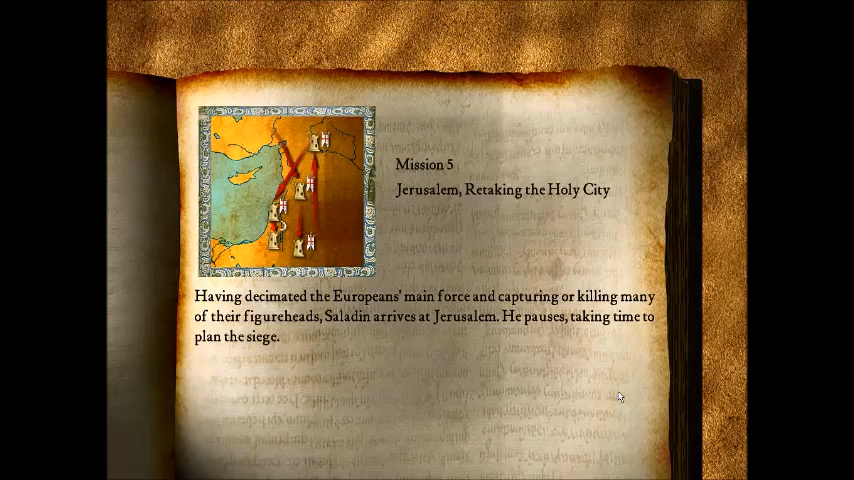 Mission 5
Jerusalem, Retaking the Holy City
Having decimated the Europeans' main force and capturing or killing many
of their figureheads, Saladin arrives at Jerusalem. He pauses, taking time to
plan the siege.